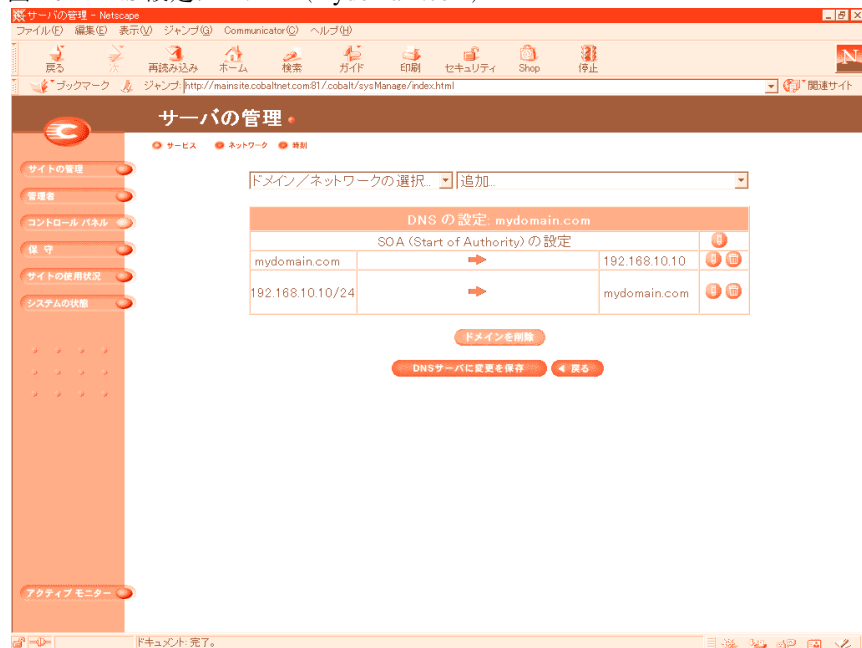 サーバの管理 - Netscape
ファイル(F) 編集(E) 表示(V) ジャンプ(G) Communicator(C) ヘルプ(H)
戻る 再読み込み ホーム 検索 ガイド 印刷 セキュリティ Shop 停止
ブックマーク ジャンプ: http://mainsite.cobaltnet.com:81/.cobalt/sysManage/index.html 関連サイト
サーバの管理
サービス ネットワーク 時刻
サイトの管理
管理者
コントロール パネル
保 守
サイトの使用状況
システムの状態
アクティブ モニター
ドメイン／ネットワークの選択... 追加...
DNS の設定: mydomain.com
SOA (Start of Authority) の設定
mydomain.com 192.168.10.10
192.168.10.10/24 mydomain.com
ドメインを削除
DNSサーバに変更を保存 戻る
ドキュメント: 完了。